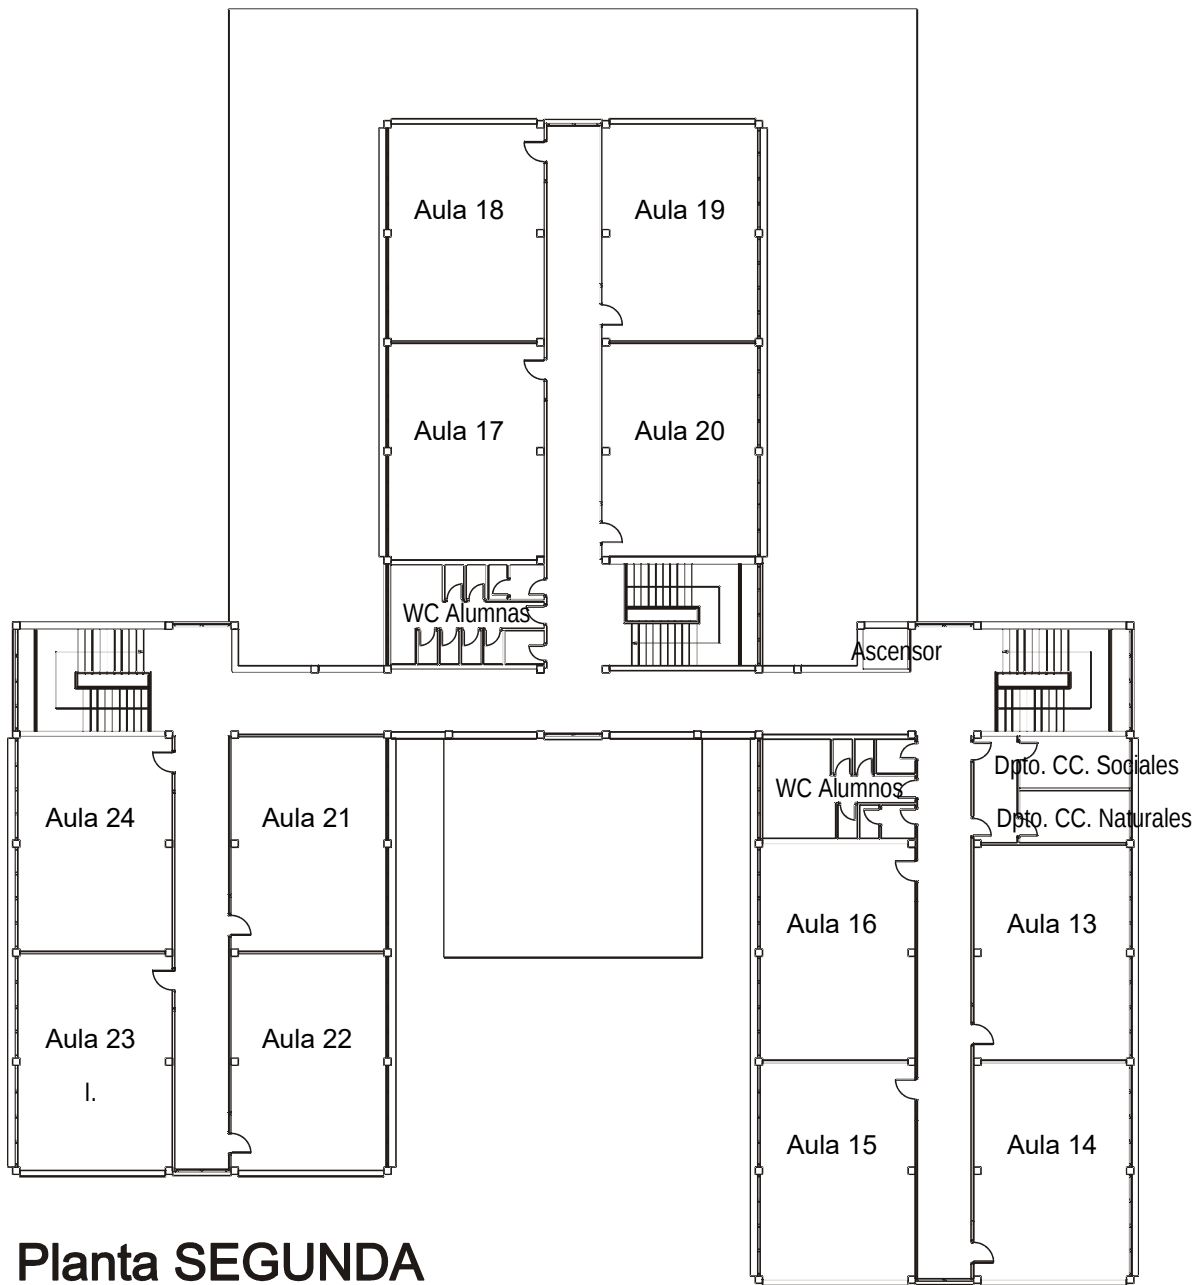 Aula 18
Aula 19
Aula 17
Aula 20
WC Alumnas
Ascensor
Dpto. CC. Sociales
WC Alumnos
Dpto. CC. Naturales
Aula 24
Aula 21
Aula 16
Aula 13
Aula 23
Aula 22
I.
Aula 15
Aula 14
Planta SEGUNDA